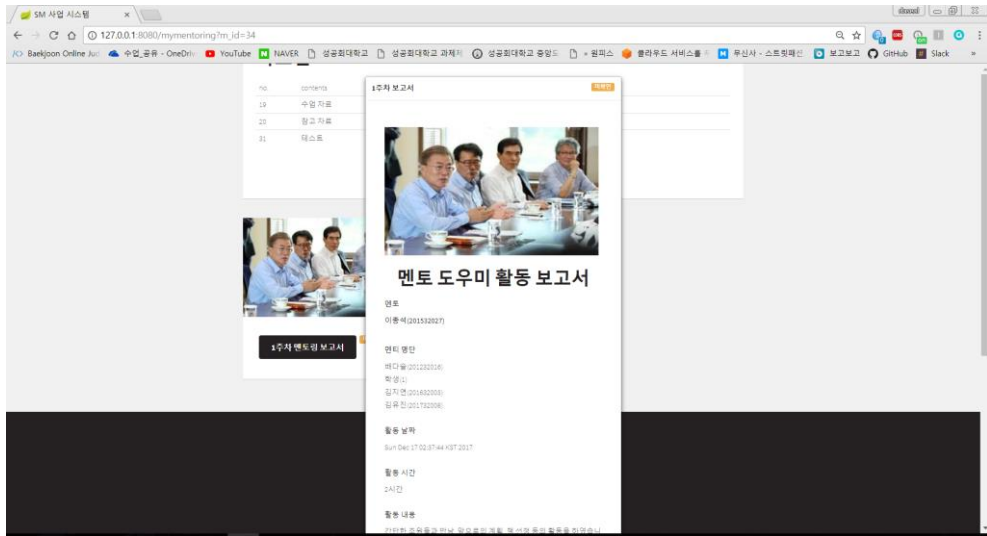 SM 사업 시스템
127.0.0.1:8080/mymentoring?m_id=34
Baekjoon Online Jud
수업_공유 - OneDriv
YouTube
NAVER
성공회대학교
성공회대학교 과제
성공회대학교 중앙도
원피스
클라우드 서비스를
무신사 - 스트릿패션
보고보고
GitHub
Slack
»
no contents
19 수업 자료
20 참고 자료
31 테스트
1주차 멘토링 보고서
1주차 보고서
미확인
멘토 도우미 활동 보고서
멘토
이종석(201532027)
멘티 명단
배다슬(201232016)
학생(1)
김지연(201632003)
김유진(201732006)
활동 날짜
Sun Dec 17 02:37:44 KST 2017
활동 시간
2시간
활동 내용